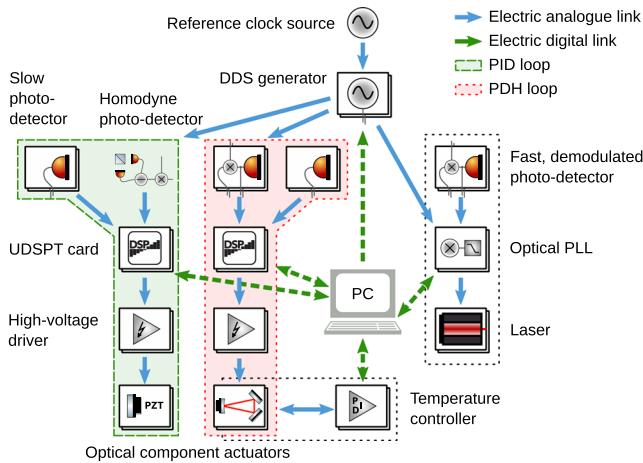 Reference clock source
Electric analogue link
Electric digital link
PID loop
PDH loop
DDS generator
Slow
photo-
detector
Homodyne
photo-detector
Fast, demodulated
photo-detector
UDSPT card
DSP
DSP
Optical PLL
PC
High-voltage
driver
Laser
PZT
P I
D
Temperature
controller
Optical component actuators